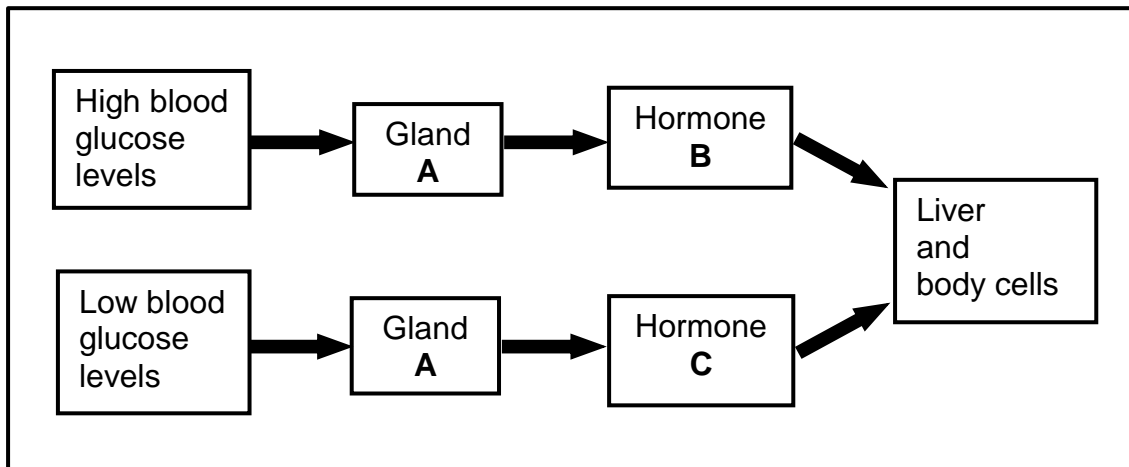 High blood
glucose
levels
Gland
A
Hormone
B
Liver
and
body cells
Low blood
glucose
levels
Gland
A
Hormone
C